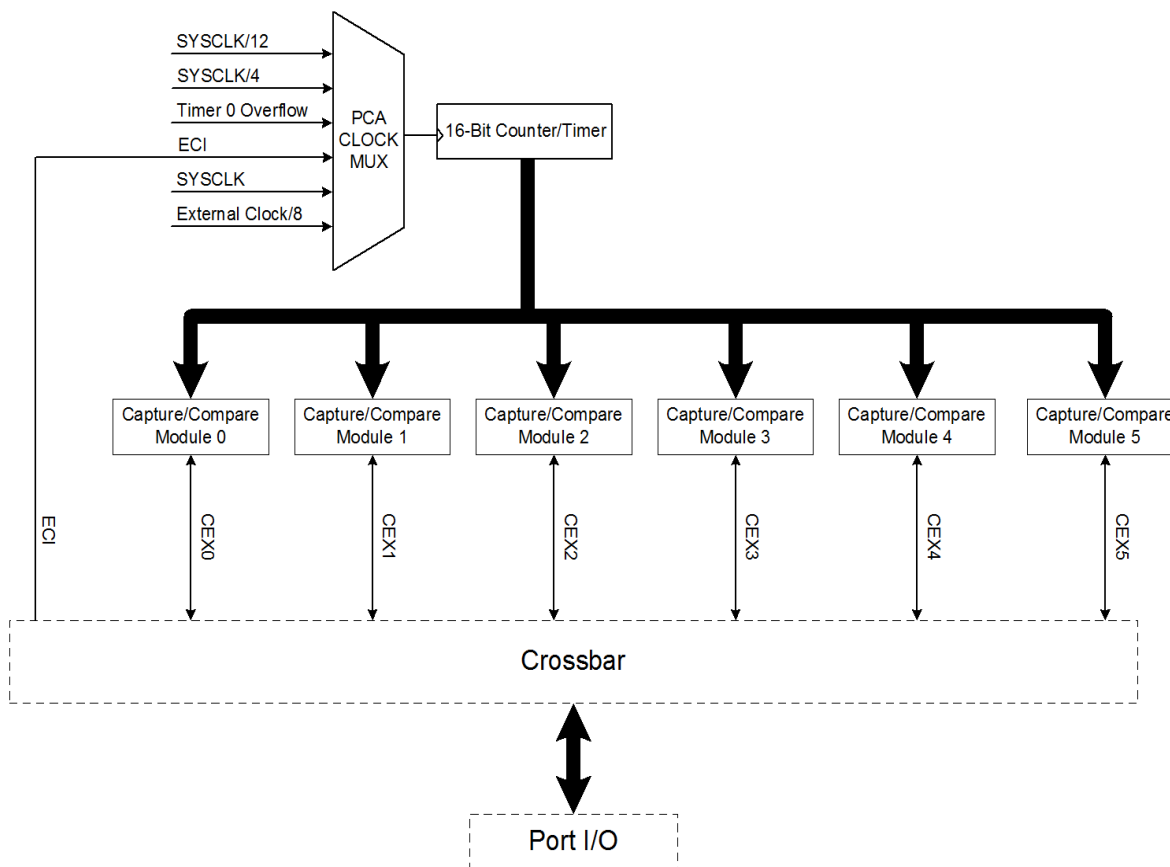 SYSCLK/12
SYSCLK/4
Timer 0 Overflow
ECI
SYSCLK
External Clock/8
PCA
CLOCK
MUX
16-Bit Counter/Timer
Capture/Compare
Module 0
Capture/Compare
Module 1
Capture/Compare
Module 2
Capture/Compare
Module 3
Capture/Compare
Module 4
Capture/Compare
Module 5
ECI
CEX0
CEX1
CEX2
CEX3
CEX4
CEX5
Crossbar
Port I/O